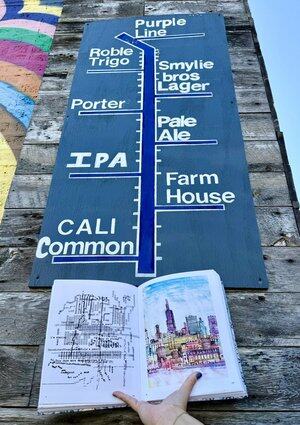 Purple
Line
Roble
Trigo
Smylie
bros
Lager
Porter
Pale
Ale
IPA
Farm
House
CALI
Common